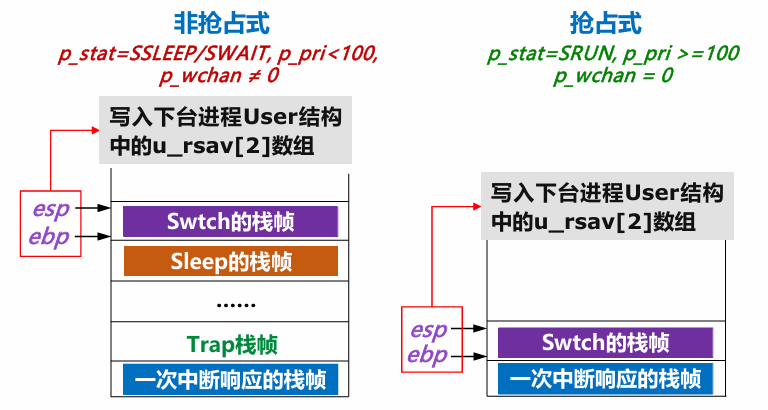 非抢占式
p_stat=SSLEEP/SWAIT, p_pri<100,
p_wchan ≠ 0
写入下台进程User结构
中的u_rsav[2]数组
esp
ebp
Swtch的栈帧
Sleep的栈帧
……
Trap栈帧
一次中断响应的栈帧
抢占式
p_stat=SRUN, p_pri >=100
p_wchan = 0
写入下台进程User结构
中的u_rsav[2]数组
esp
ebp
Swtch的栈帧
一次中断响应的栈帧